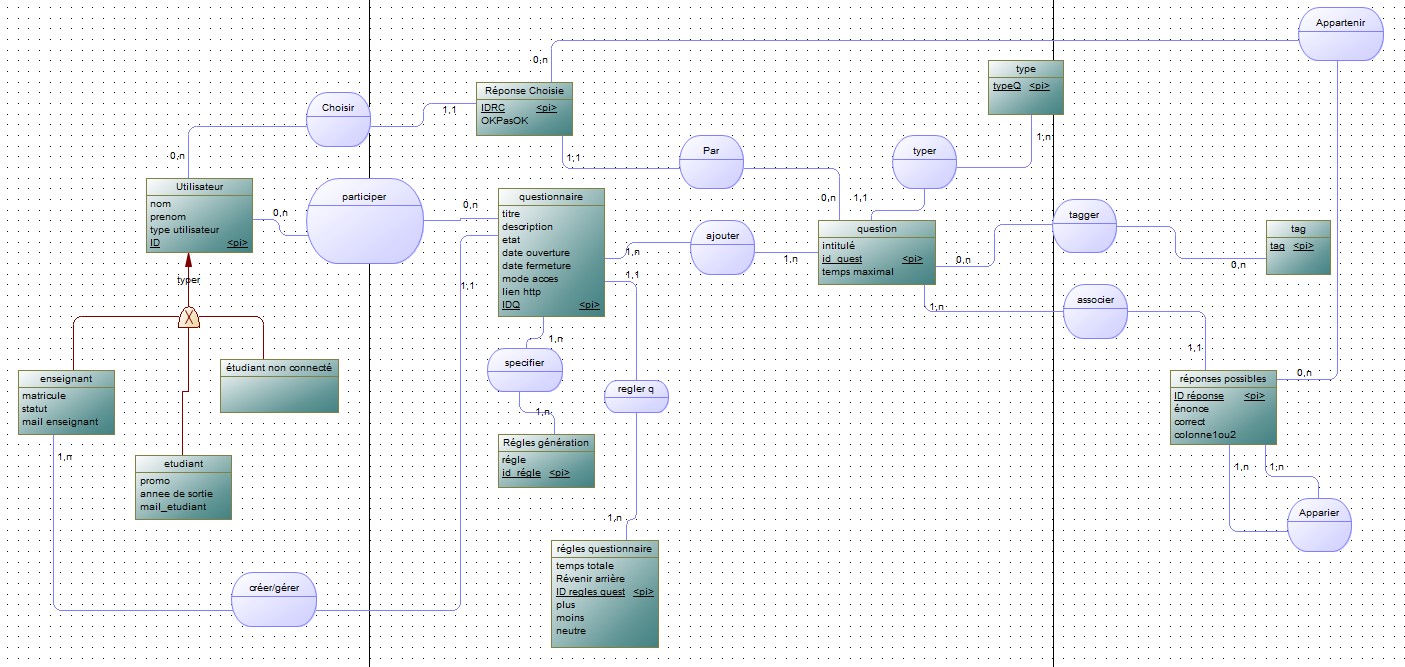 Appartenir
0,n
type
typeQ <pi>
Réponse Choisie
IDRC <pi>
OKPasOK
Choisir
1,1
0,n
1,n
1,1
Par
typer
0,n
1,1
Utilisateur
nom
prenom
type utilisateur
ID <pi>
0,n
participer
0,n
questionnaire
titre
description
etat
date ouverture
date fermeture
mode acces
lien http
IDQ <pi>
1,n
ajouter
1,n
question
intitulé
id_quest <pi>
temps maximal
0,n
tagger
0,n
tag
tag <pi>
typer
X
1,1
1,1
1,n
associer
1,1
1,n
specifier
regler q
0,n
étudiant non connecté
enseignant
matricule
statut
mail enseignant
réponses possibles
ID réponse <pi>
énonce
correct
colonne1ou2
1,n
Régles génération
régle
id_régle <pi>
1,n
etudiant
promo
annee de sortie
mail_etudiant
1,n
1,n
Apparier
1,n
régles questionnaire
temps totale
Révenir arrière
ID regles quest <pi>
plus
moins
neutre
créer/gérer